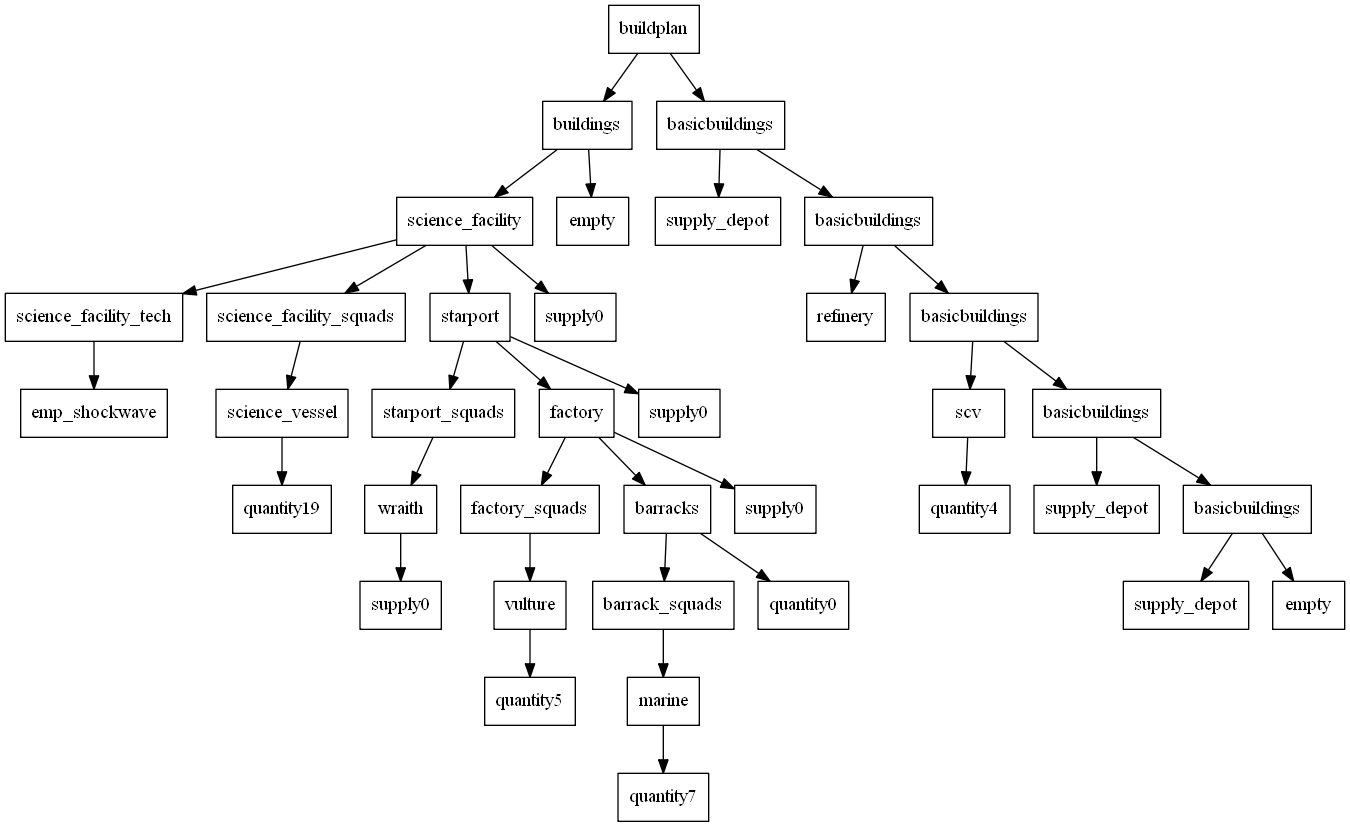 buildplan
buildings
basicbuildings
science_facility
empty
supply_depot
basicbuildings
science_facility_tech
science_facility_squads
starport
supply0
refinery
basicbuildings
emp_shockwave
science_vessel
starport_squads
factory
supply0
scv
basicbuildings
quantity19
wraith
factory_squads
barracks
supply0
quantity4
supply_depot
basicbuildings
supply0
vulture
barrack_squads
quantity0
supply_depot
empty
quantity5
marine
quantity7